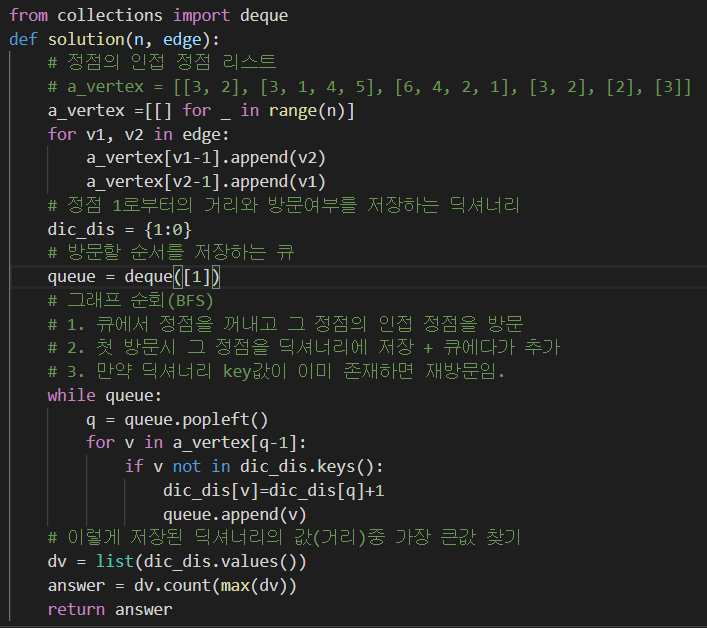 from collections import deque
def solution(n, edge):
    # 정점의 인접 정점 리스트
    # a_vertex = [[3, 2], [3, 1, 4, 5], [6, 4, 2, 1], [3, 2], [2], [3]]
    a_vertex =[[] for _ in range(n)]
    for v1, v2 in edge:
        a_vertex[v1-1].append(v2)
        a_vertex[v2-1].append(v1)
    # 정점 1로부터의 거리와 방문여부를 저장하는 딕셔너리
    dic_dis = {1:0}
    # 방문할 순서를 저장하는 큐
    queue = deque([1])
    # 그래프 순회(BFS)
    # 1. 큐에서 정점을 꺼내고 그 정점의 인접 정점을 방문
    # 2. 첫 방문시 그 정점을 딕셔너리에 저장 + 큐에다가 추가
    # 3. 만약 딕셔너리 key값이 이미 존재하면 재방문임.
    while queue:
        q = queue.popleft()
        for v in a_vertex[q-1]:
            if v not in dic_dis.keys():
                dic_dis[v]=dic_dis[q]+1
                queue.append(v)
    # 이렇게 저장된 딕셔너리의 값(거리)중 가장 큰값 찾기
    dv = list(dic_dis.values())
    answer = dv.count(max(dv))
    return answer